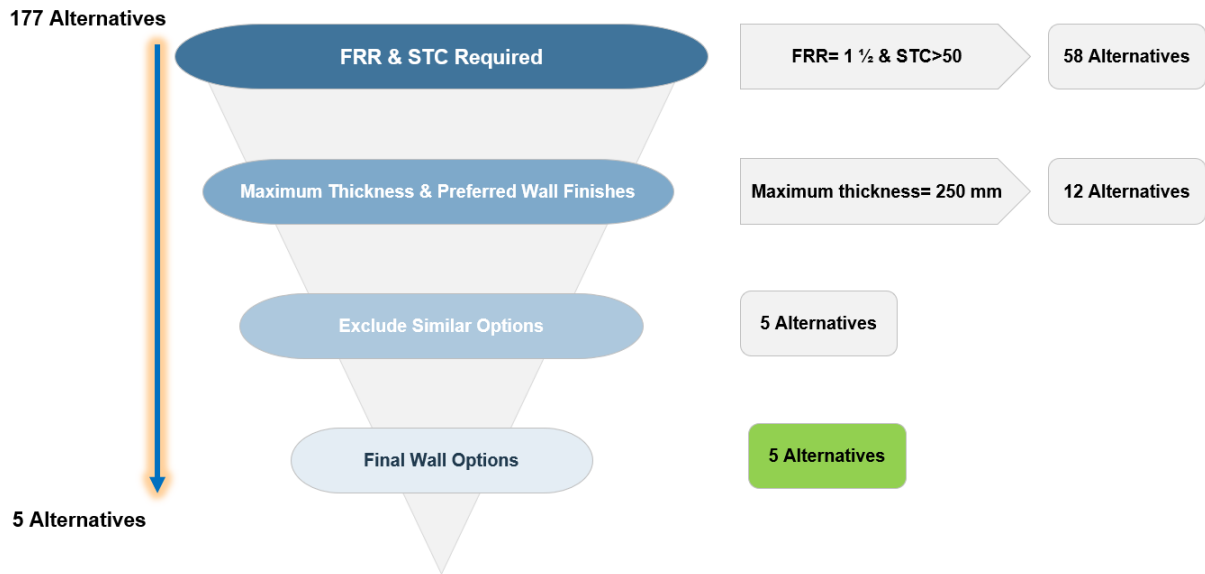 177 Alternatives
FRR & STC Required
FRR= 1 ½ & STC>50
58 Alternatives
Maximum Thickness & Preferred Wall Finishes
Maximum thickness= 250 mm
12 Alternatives
Exclude Similar Options
5 Alternatives
Final Wall Options
5 Alternatives
5 Alternatives